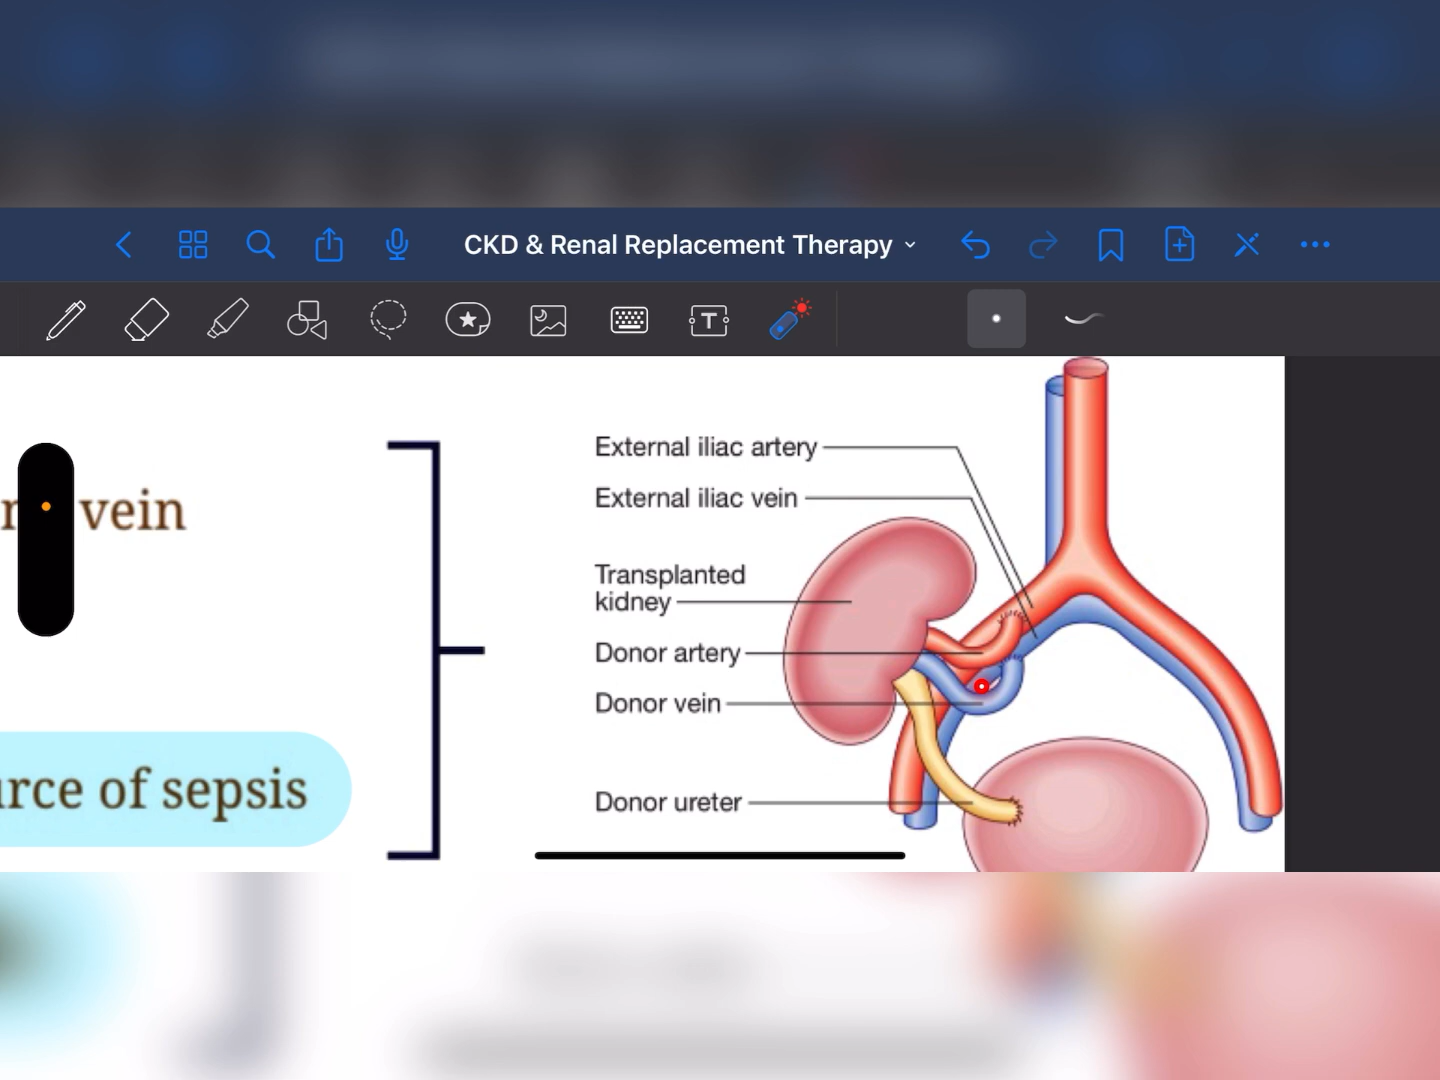 CKD & Renal Replacement Therapy
vein
urce of sepsis
External iliac artery
External iliac vein
Transplanted
kidney
Donor artery
Donor vein
Donor ureter